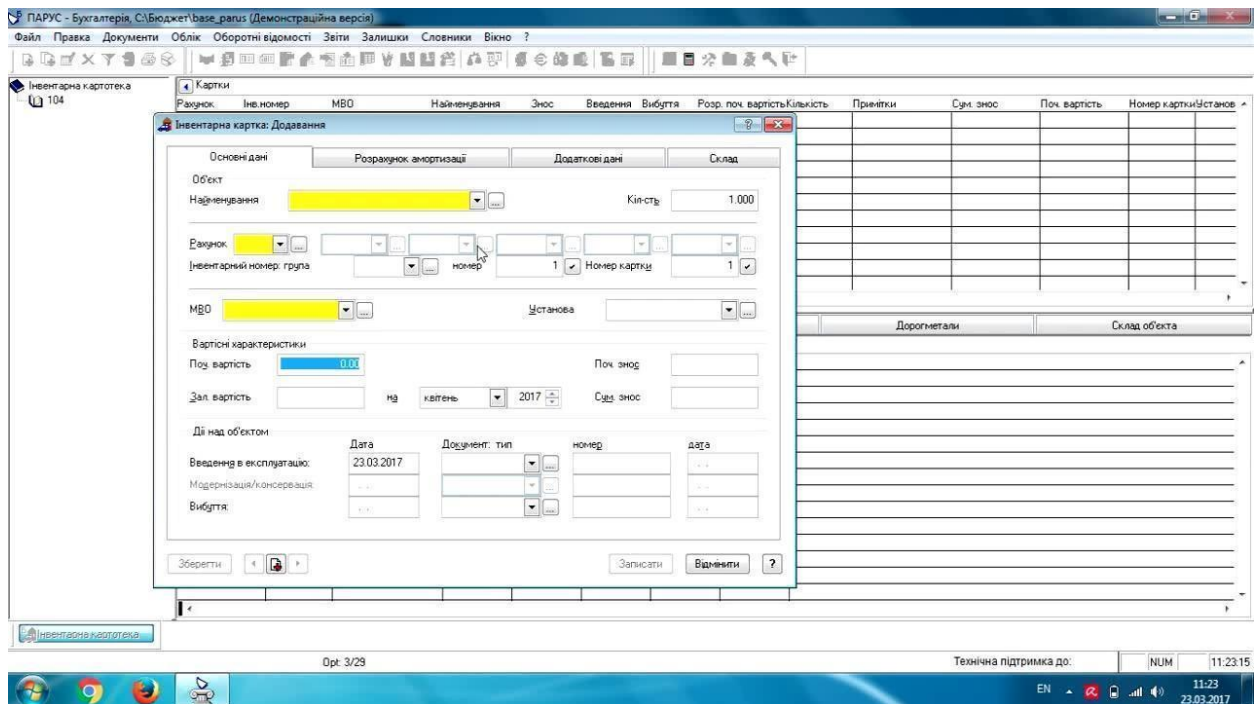 ПАРУС - Бухгалтерія, C:\Бюджет\base_parus (Демонстраційна версія)
Файл Правка Документи Облік Оборотні відомості Звіти Залишки Словники Вікно ?
Інвентарна картотека
104
Картки
Рахунок Інв.номер МВО Найменування Знос Введення Вибуття Розр. поч. вартість Кількість Примітки Сум. знос Поч. вартість Номер картки Установ
Інвентарна картка: Додавання
Основні дані Розрахунок амортизації Додаткові дані Склад
Об'єкт
Найменування Кіл-сть 1.000
Рахунок
Інвентарний номер: група номер 1 Номер картки 1
МВО Установа
Дорогметали Склад об'єкта
Вартісні характеристики
Поч. вартість 0.00 Поч. знос
Зал. вартість на квітень 2017 Сум. знос
Дії над об'єктом
Дата Документ: тип номер дата
Введення в експлуатацію: 23.03.2017
Модернізація/консервація:
Вибуття:
Зберегти Записати Відмінити ?
Інвентарна картотека
Opt: 3/29 Технічна підтримка до: NUM 11:23:15
EN 11:23
23.03.2017